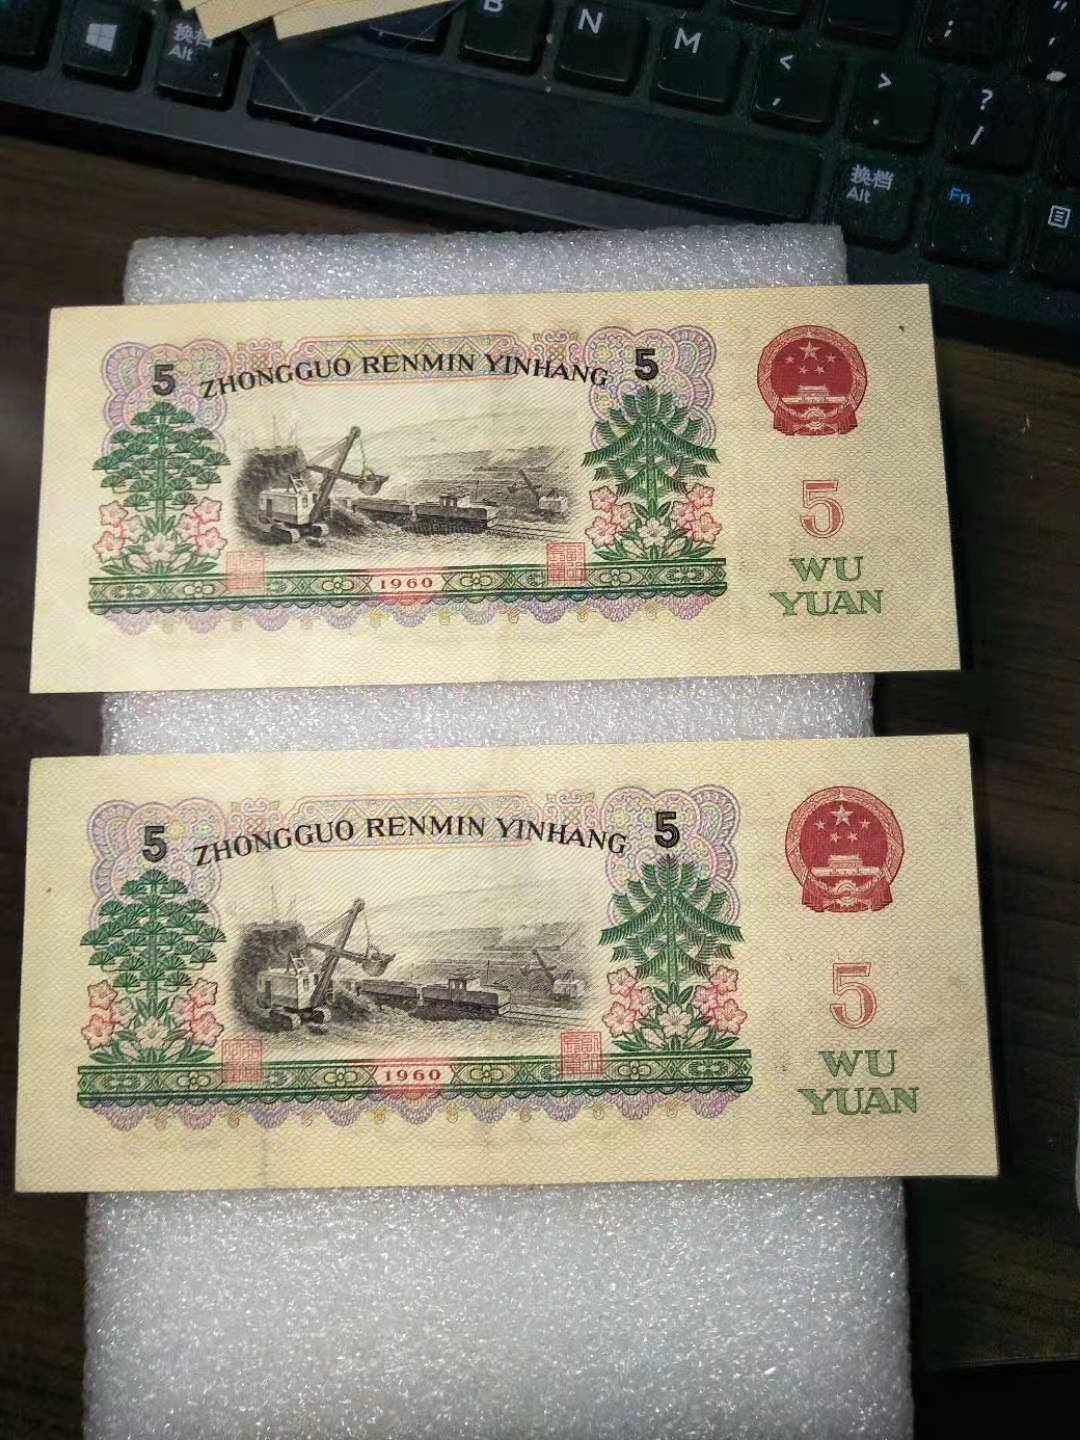 B
N
M
换档
Alt
<
,
>
.
?
/
;
换档
Alt
Fn
5
ZHONGGUO RENMIN YINHANG
5
1960
5
WU
YUAN
5
ZHONGGUO RENMIN YINHANG
5
1960
5
WU
YUAN